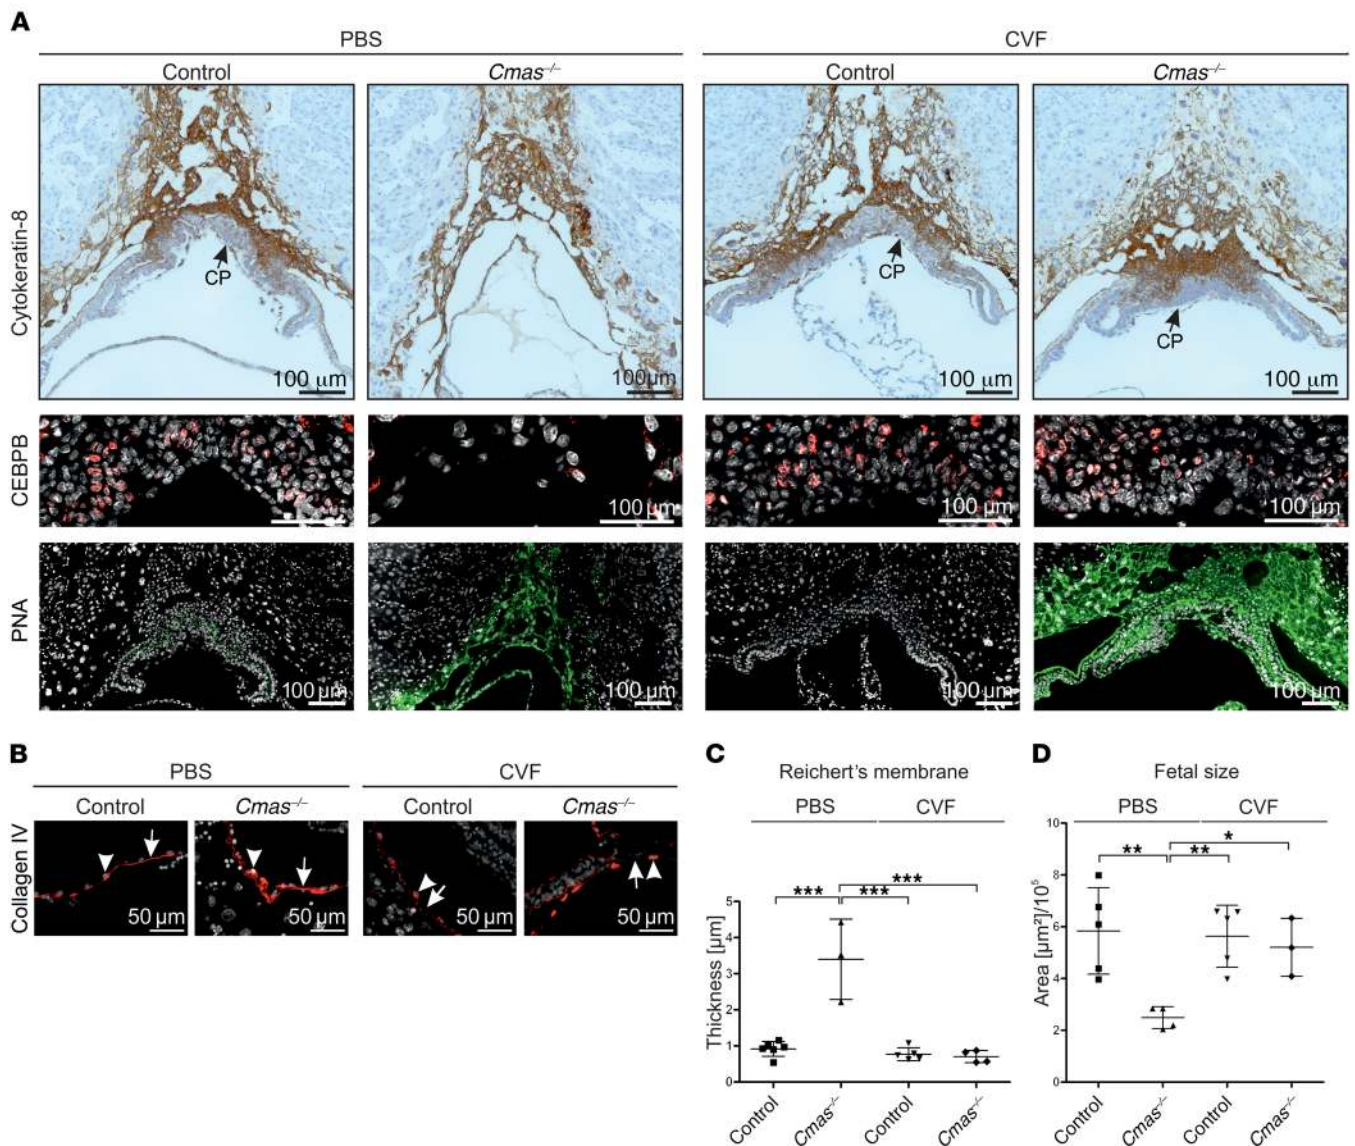 A
PBS CVF
Control Cmas⁻/⁻ Control Cmas⁻/⁻
Cytokeratin-8
CP
100 µm
100µm
CP
100 µm
CP
100 µm
CEBPB
100 µm
100 µm
100 µm
PNA
100 µm
100 µm
100 µm
100 µm
B
PBS CVF
Control Cmas⁻/⁻ Control Cmas⁻/⁻
Collagen IV
50 µm 50 µm 50 µm 50 µm
C
Reichert's membrane
PBS CVF
*** *** ***
Thickness [µm]
5
4
3
2
1
0
Control Cmas⁻/⁻ Control Cmas⁻/⁻
D
Fetal size
PBS CVF
** ** *
Area [µm²]/10⁵
10
8
6
4
2
0
Control Cmas⁻/⁻ Control Cmas⁻/⁻